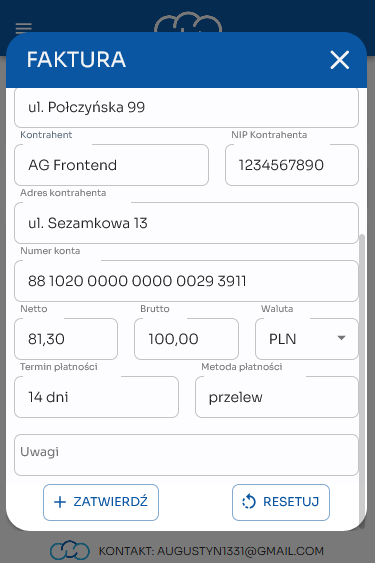 FAKTURA
ul. Połczyńska 99
Kontrahent
NIP Kontrahenta
AG Frontend
1234567890
Adres kontrahenta
ul. Sezamkowa 13
Numer konta
88 1020 0000 0000 0029 3911
Netto
Brutto
Waluta
81,30
100,00
PLN
Termin płatności
Metoda płatności
14 dni
przelew
Uwagi
ZATWIERDŹ
RESETUJ
KONTAKT: AUGUSTYN1331@GMAIL.COM